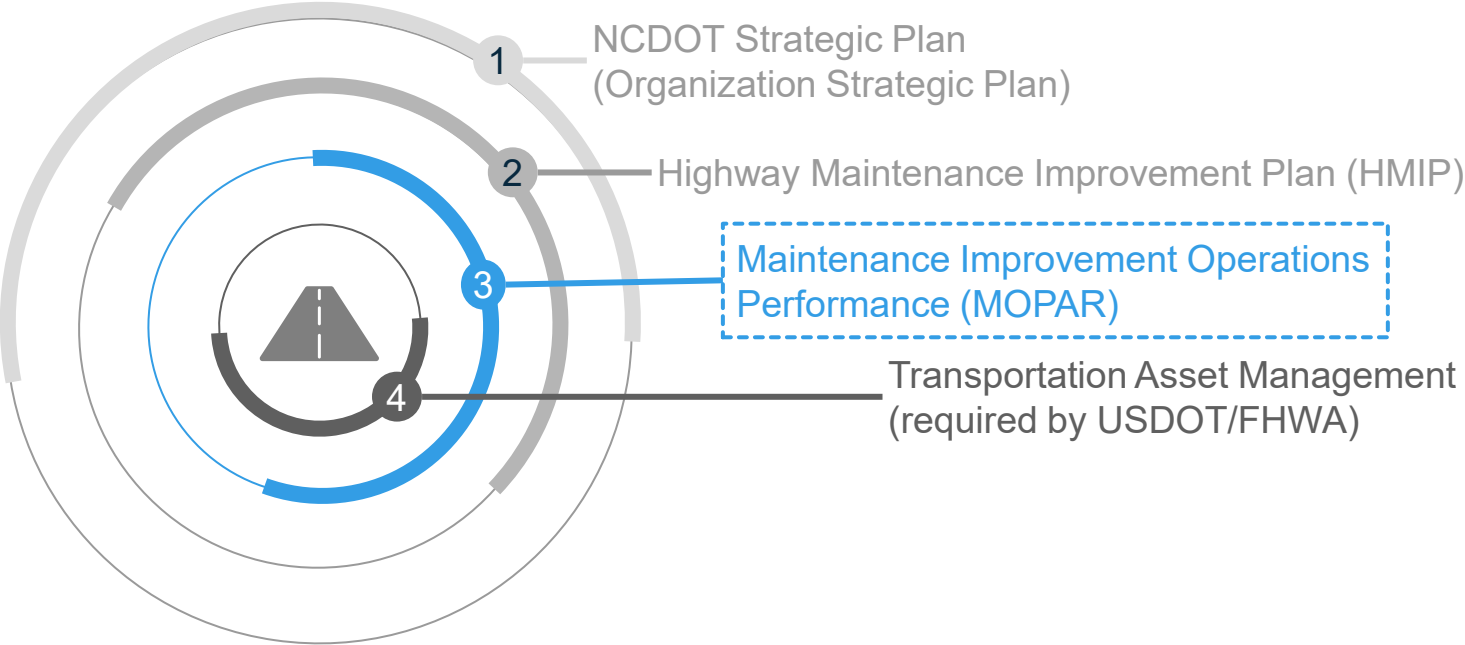 1
NCDOT Strategic Plan
(Organization Strategic Plan)
2
Highway Maintenance Improvement Plan (HMIP)
3
Maintenance Improvement Operations
Performance (MOPAR)
4
Transportation Asset Management
(required by USDOT/FHWA)